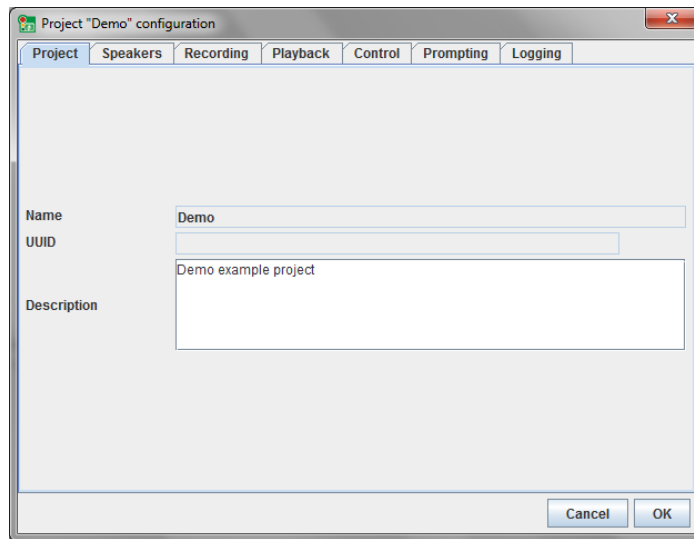 Project "Demo" configuration
Project Speakers Recording Playback Control Prompting Logging
Name Demo
UUID
Demo example project
Description
Cancel OK